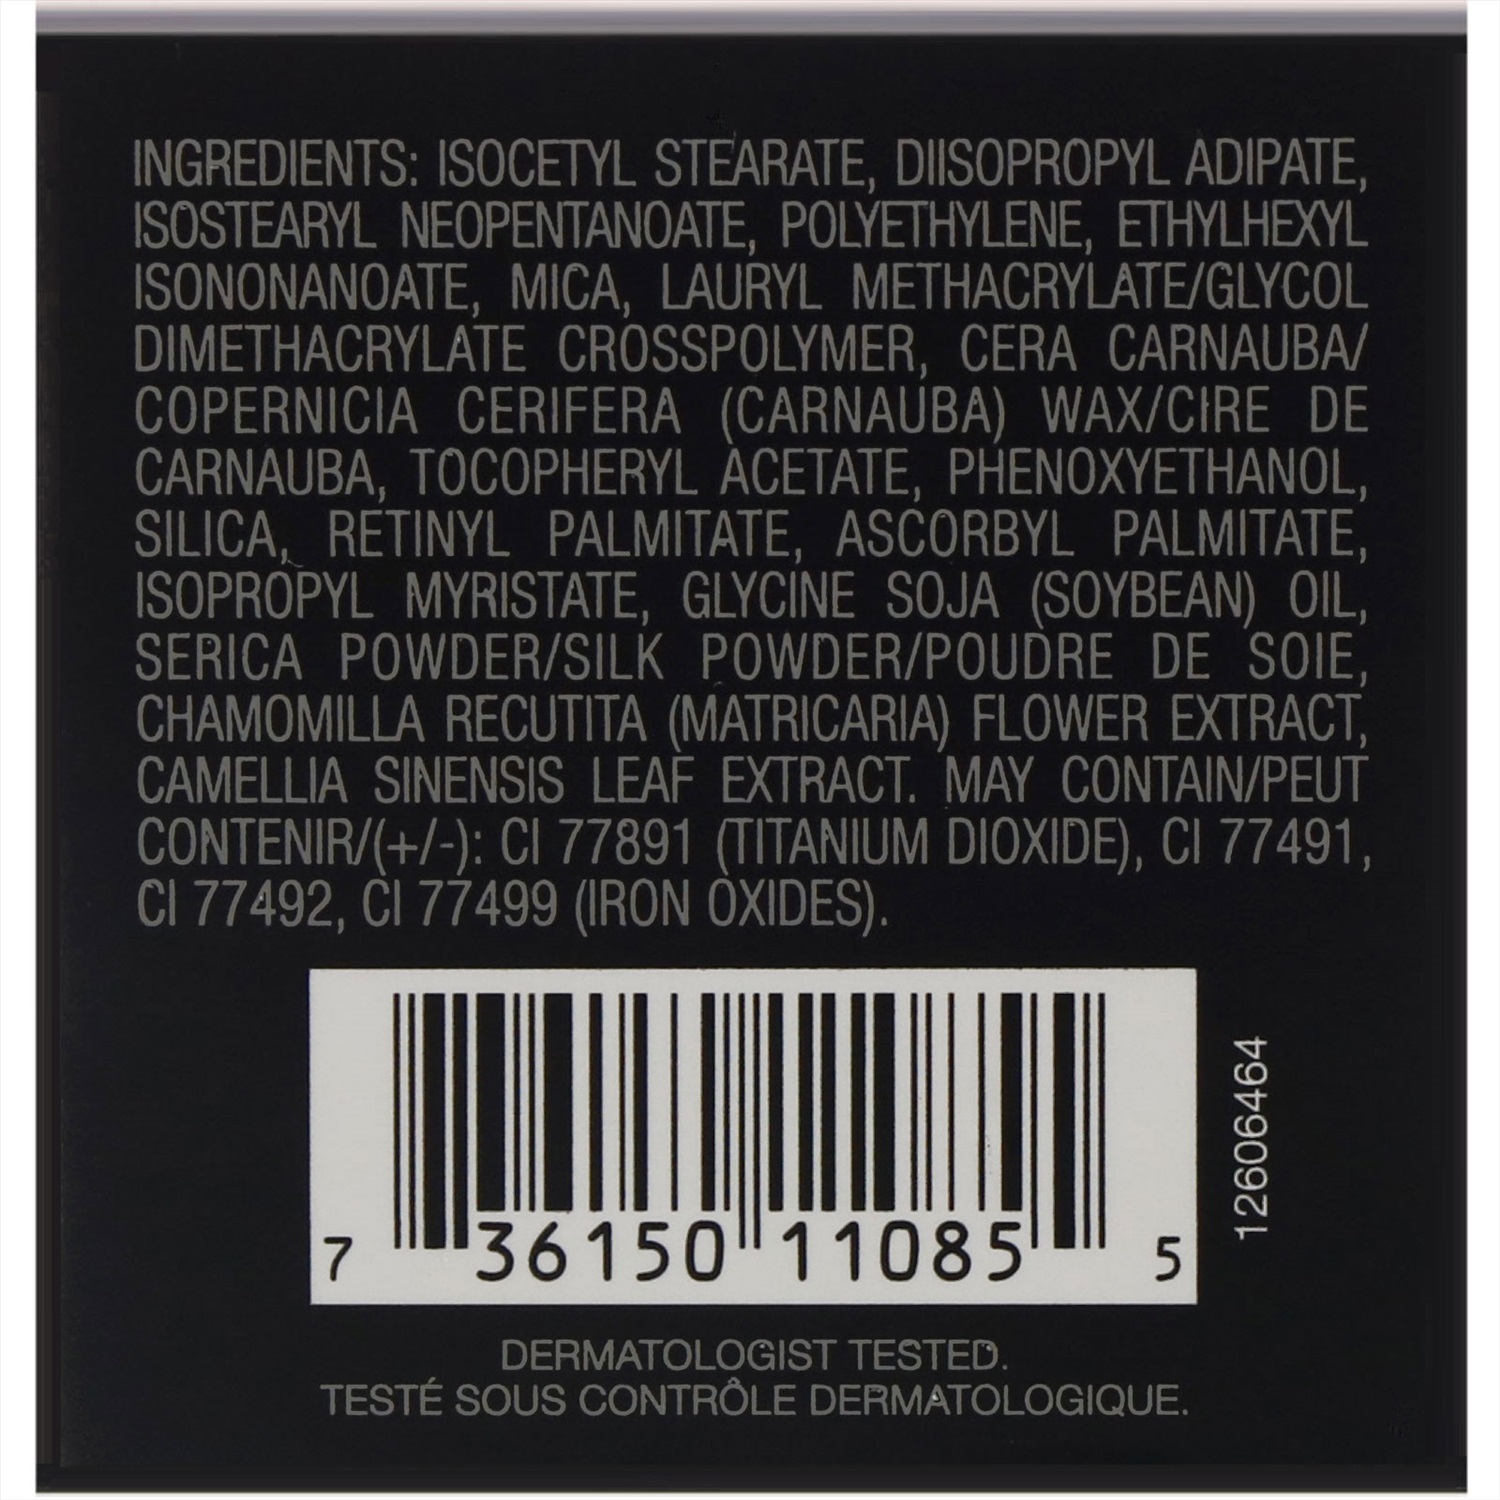 INGREDIENTS: ISOCETYL STEARATE, DIISOPROPYL ADIPATE,
ISOSTEARYL NEOPENTANOATE, POLYETHYLENE, ETHYLHEXYL
ISONONANOATE, MICA, LAURYL METHACRYLATE/GLYCOL
DIMETHACRYLATE CROSSPOLYMER, CERA CARNAUBA/
COPERNICIA CERIFERA (CARNAUBA) WAX/CIRE DE
CARNAUBA, TOCOPHERYL ACETATE, PHENOXYETHANOL,
SILICA, RETINYL PALMITATE, ASCORBYL PALMITATE,
ISOPROPYL MYRISTATE, GLYCINE SOJA (SOYBEAN) OIL,
SERICA POWDER/SILK POWDER/POUDRE DE SOIE,
CHAMOMILLA RECUTITA (MATRICARIA) FLOWER EXTRACT,
CAMELLIA SINENSIS LEAF EXTRACT. MAY CONTAIN/PEUT
CONTENIR/(+/-): CI 77891 (TITANIUM DIOXIDE), CI 77491,
CI 77492, CI 77499 (IRON OXIDES).
7 36150 11085 5
12606464
DERMATOLOGIST TESTED.
TESTÉ SOUS CONTRÔLE DERMATOLOGIQUE.